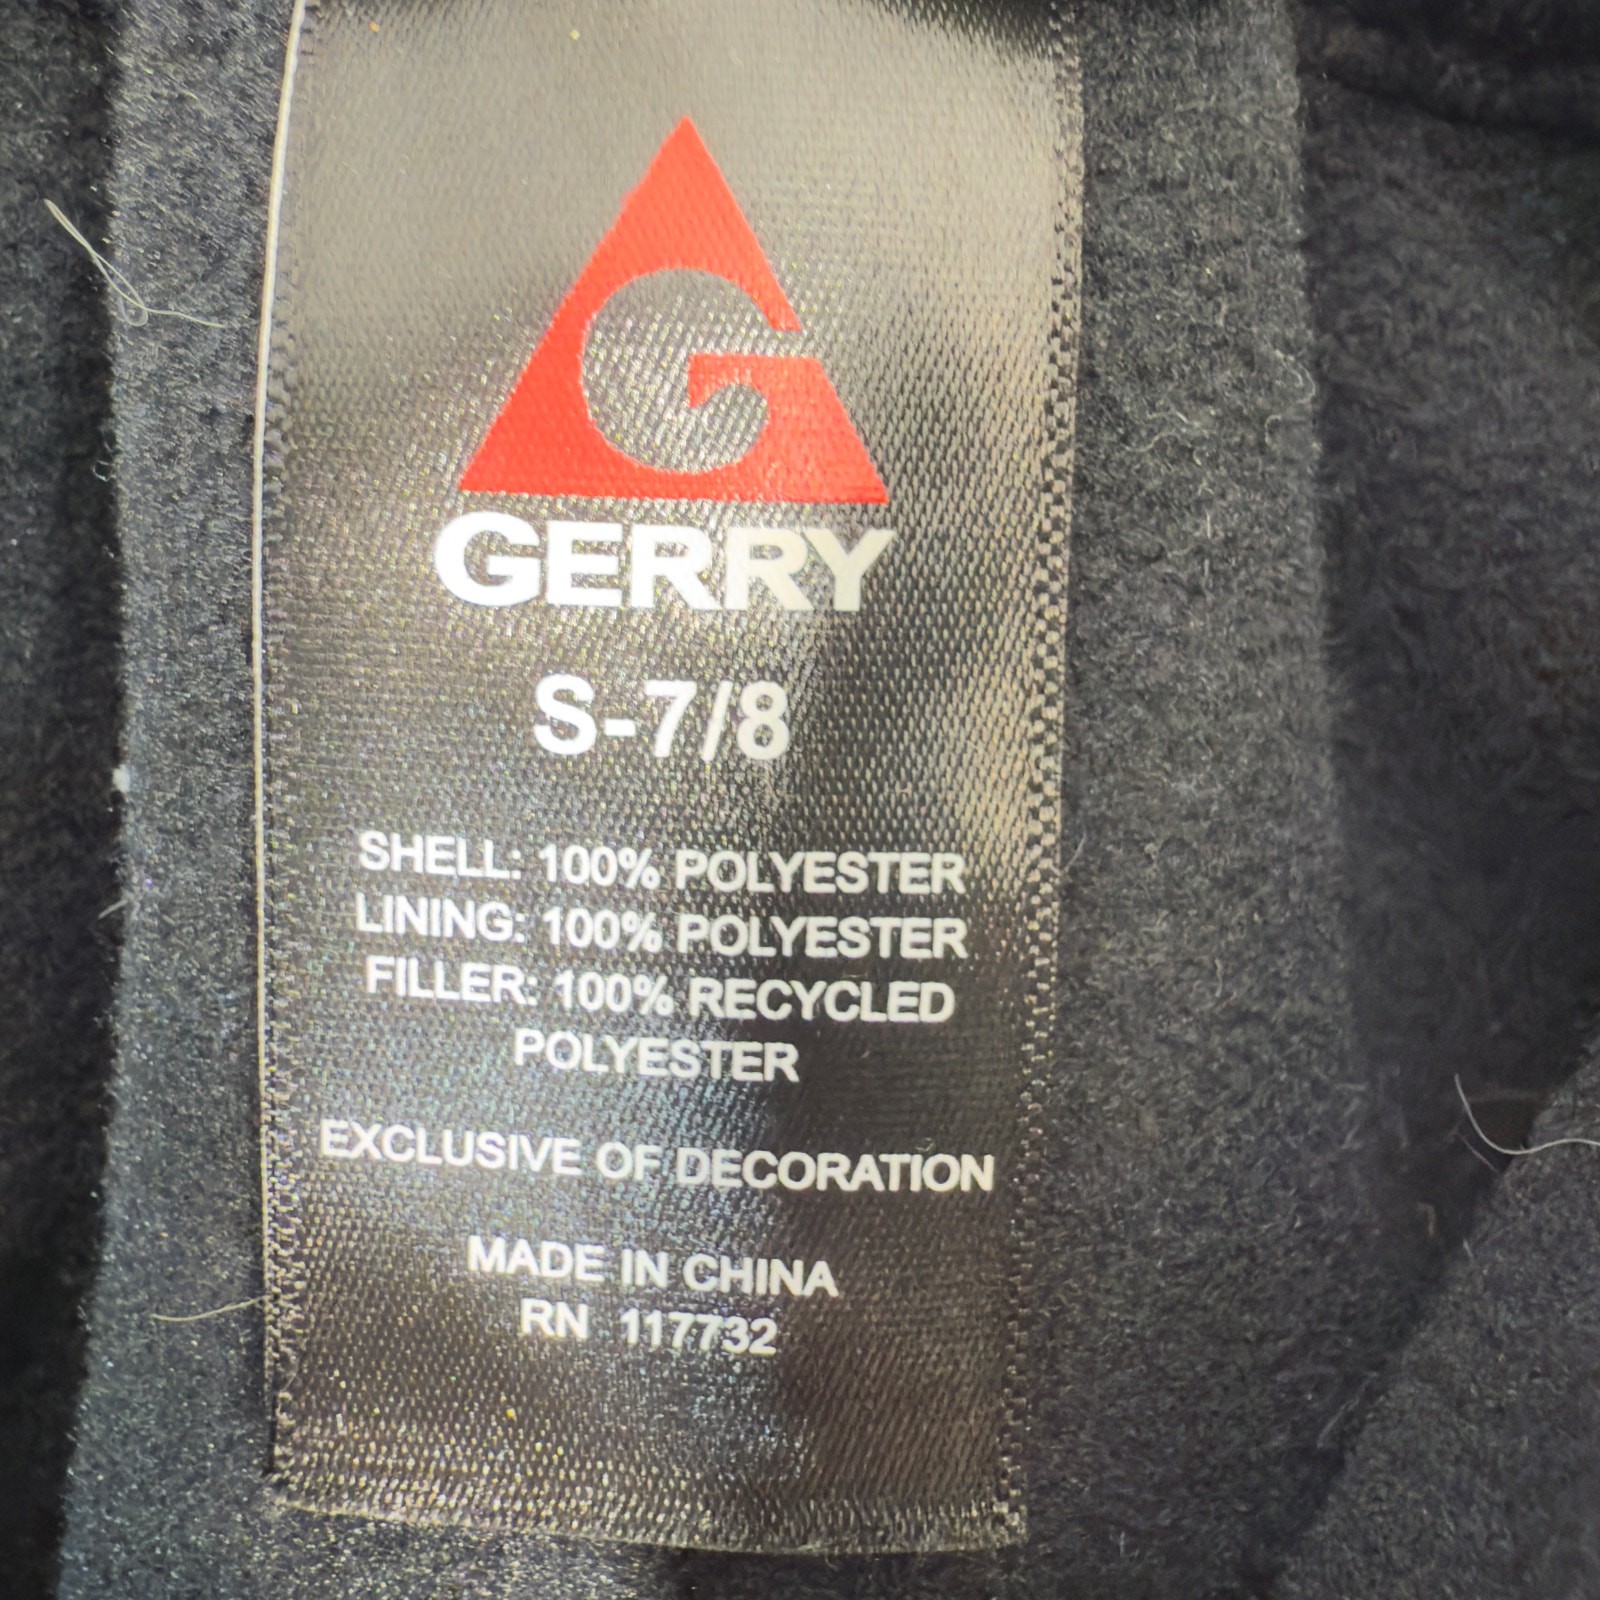 G
GERRY
S-7/8
SHELL: 100% POLYESTER
LINING: 100% POLYESTER
FILLER: 100% RECYCLED
POLYESTER
EXCLUSIVE OF DECORATION
MADE IN CHINA
RN 117732